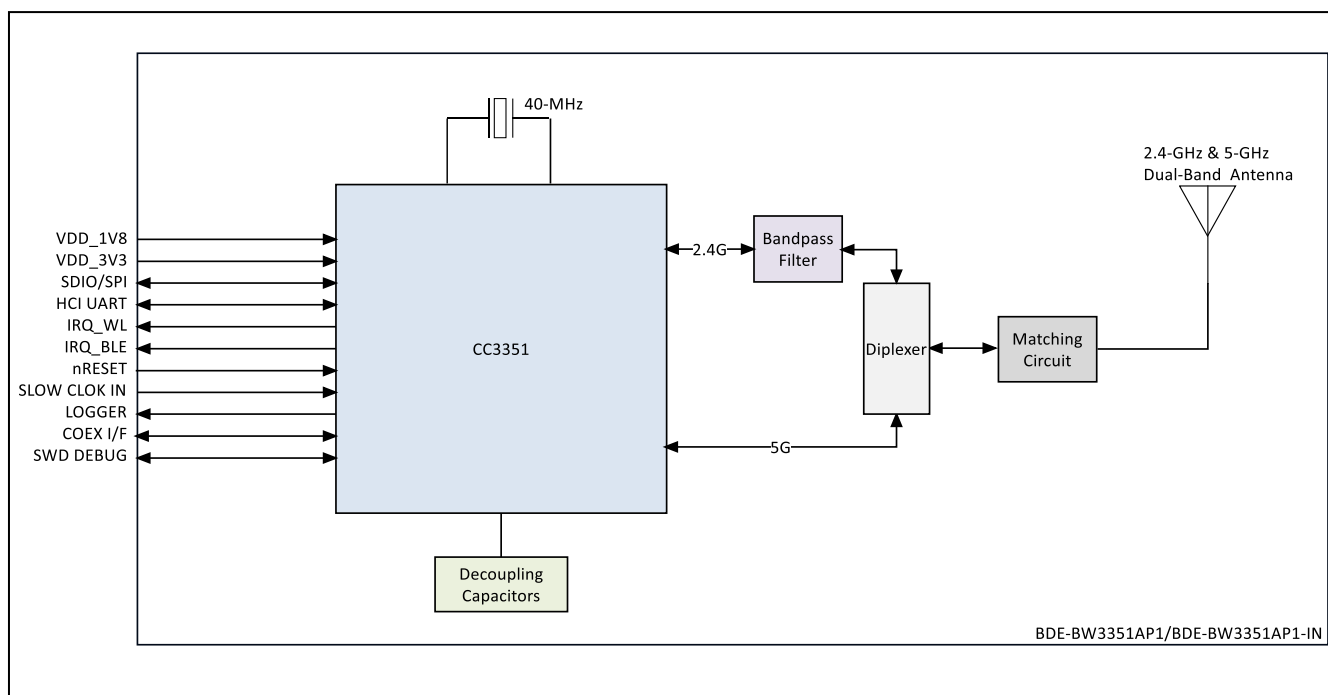 40-MHz
2.4-GHz & 5-GHz
Dual-Band Antenna
VDD_1V8
VDD_3V3
SDIO/SPI
HCI UART
IRQ_WL
IRQ_BLE
nRESET
SLOW CLOK IN
LOGGER
COEX I/F
SWD DEBUG
CC3351
2.4G
Bandpass
Filter
Diplexer
Matching
Circuit
5G
Decoupling
Capacitors
BDE-BW3351AP1/BDE-BW3351AP1-IN